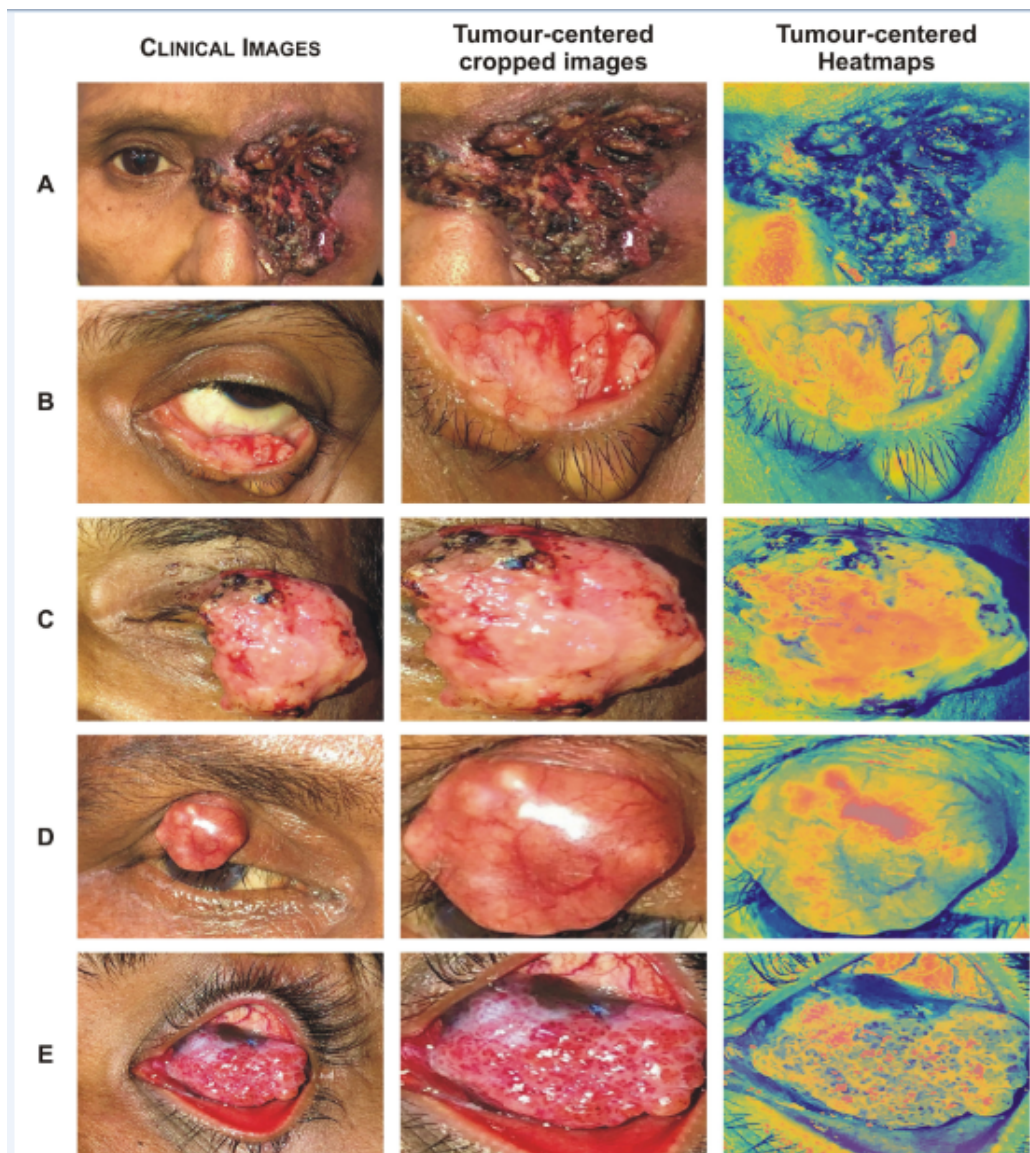 CLINICAL IMAGES
Tumour-centered
cropped images
Tumour-centered
Heatmaps
A
B
C
D
E